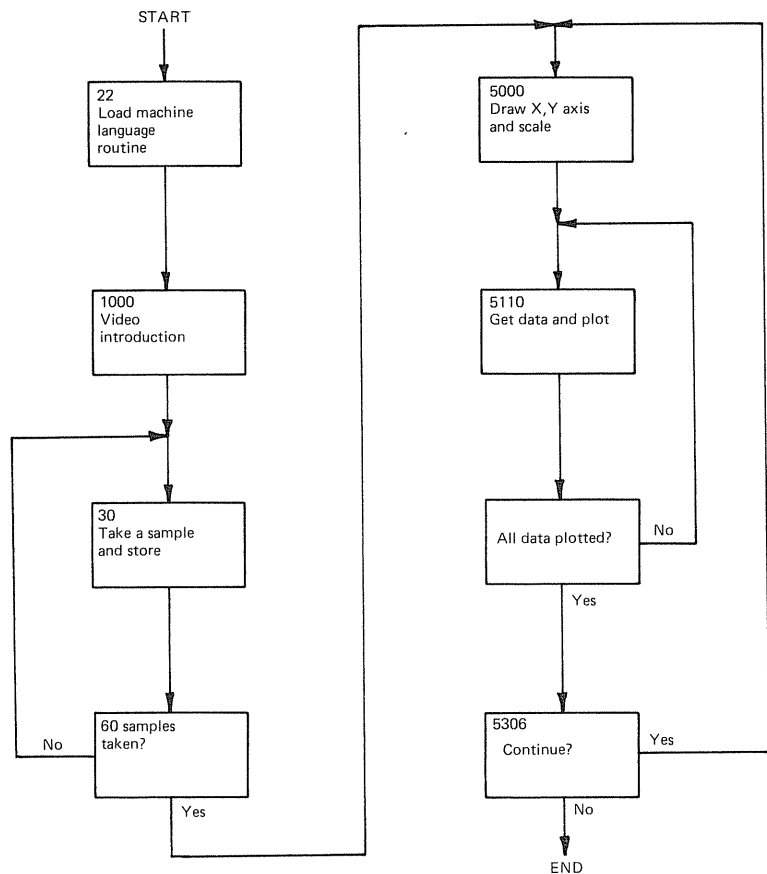 START
22
Load machine
language
routine
1000
Video
introduction
30
Take a sample
and store
60 samples
taken?
No
Yes
5000
Draw X,Y axis
and scale
5110
Get data and plot
All data plotted?
No
Yes
5306
Continue?
Yes
No
END